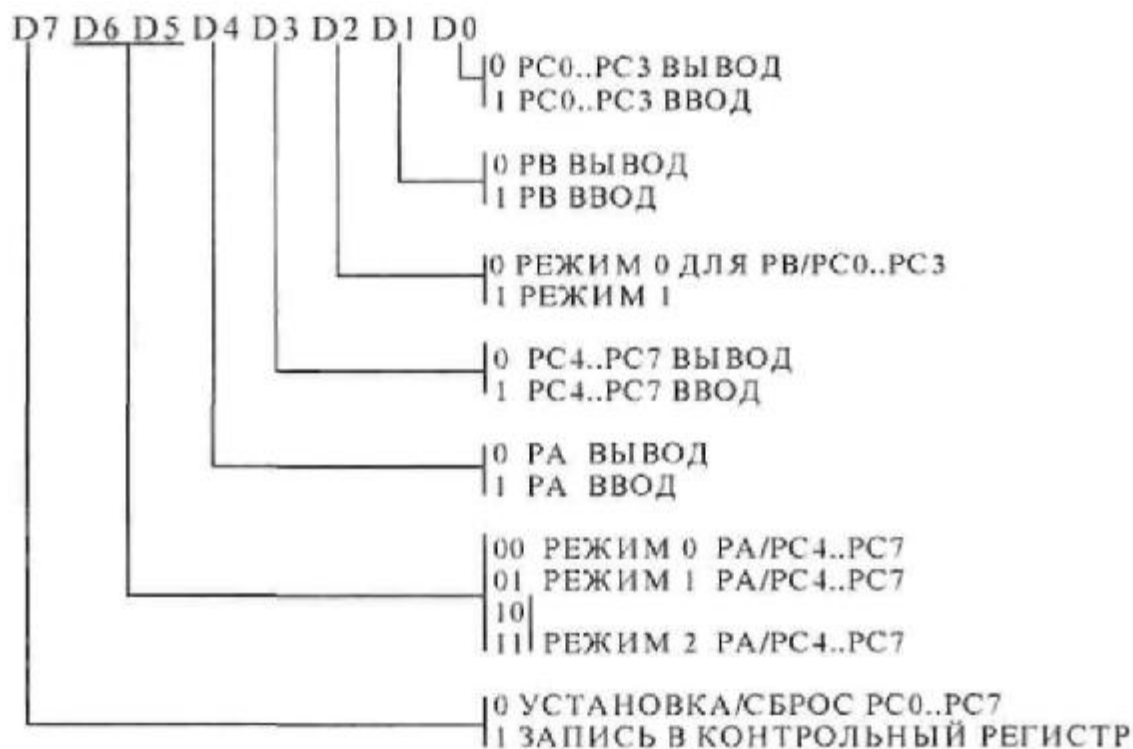 D7 D6 D5 D4 D3 D2 D1 D0
0 PC0..PC3 ВЫВОД
1 PC0..PC3 ВВОД
0 PB ВЫВОД
1 PB ВВОД
0 РЕЖИМ 0 ДЛЯ PB/PC0..PC3
1 РЕЖИМ 1
0 PC4..PC7 ВЫВОД
1 PC4..PC7 ВВОД
0 PA ВЫВОД
1 PA ВВОД
00 РЕЖИМ 0 PA/PC4..PC7
01 РЕЖИМ 1 PA/PC4..PC7
10
11 РЕЖИМ 2 PA/PC4..PC7
0 УСТАНОВКА/СБРОС PC0..PC7
1 ЗАПИСЬ В КОНТРОЛЬНЫЙ РЕГИСТР